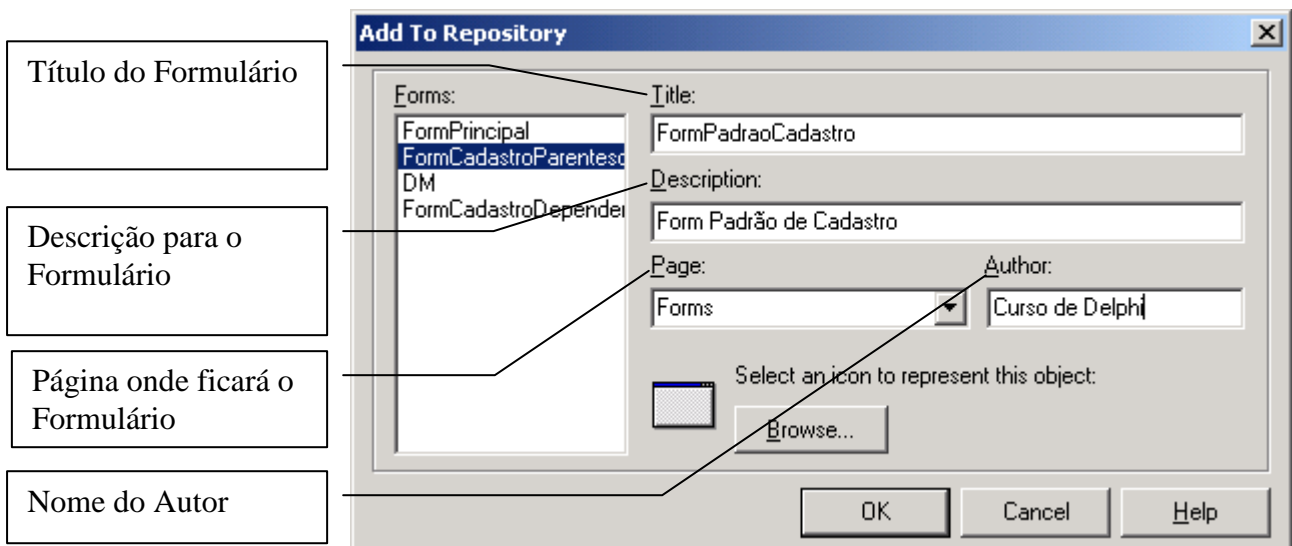 Título do Formulário
Descrição para o
Formulário
Página onde ficará o
Formulário
Nome do Autor
Add To Repository
Forms:
FormPrincipal
FormCadastroParentesc
DM
FormCadastroDependen
Title:
FormPadraoCadastro
Description:
Form Padrão de Cadastro
Page:
Forms
Author:
Curso de Delphi
Select an icon to represent this object:
Browse...
OK
Cancel
Help